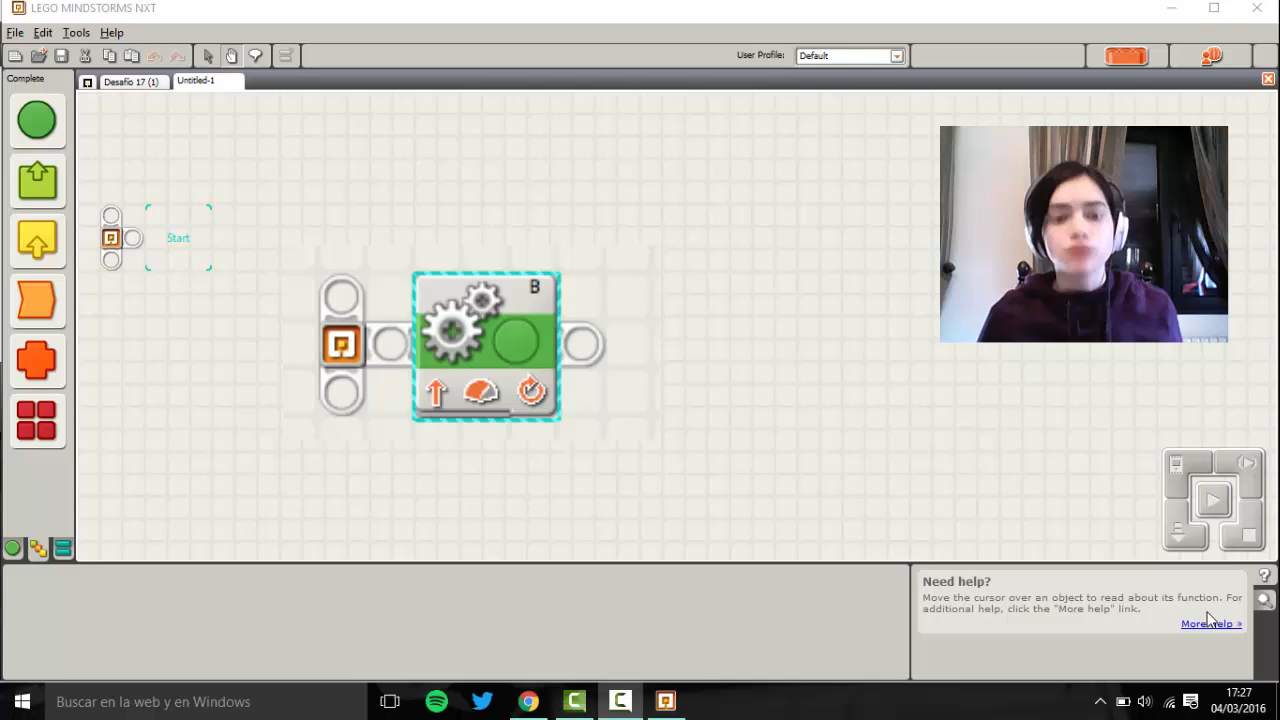 LEGO MINDSTORMS NXT
File Edit Tools Help
User Profile: Default
Complete
Desafío 17 (1) Untitled-1
Start
B
Need help?
Move the cursor over an object to read about its function. For
additional help, click the "More help" link.
More help »
Buscar en la web y en Windows
17:27
04/03/2016